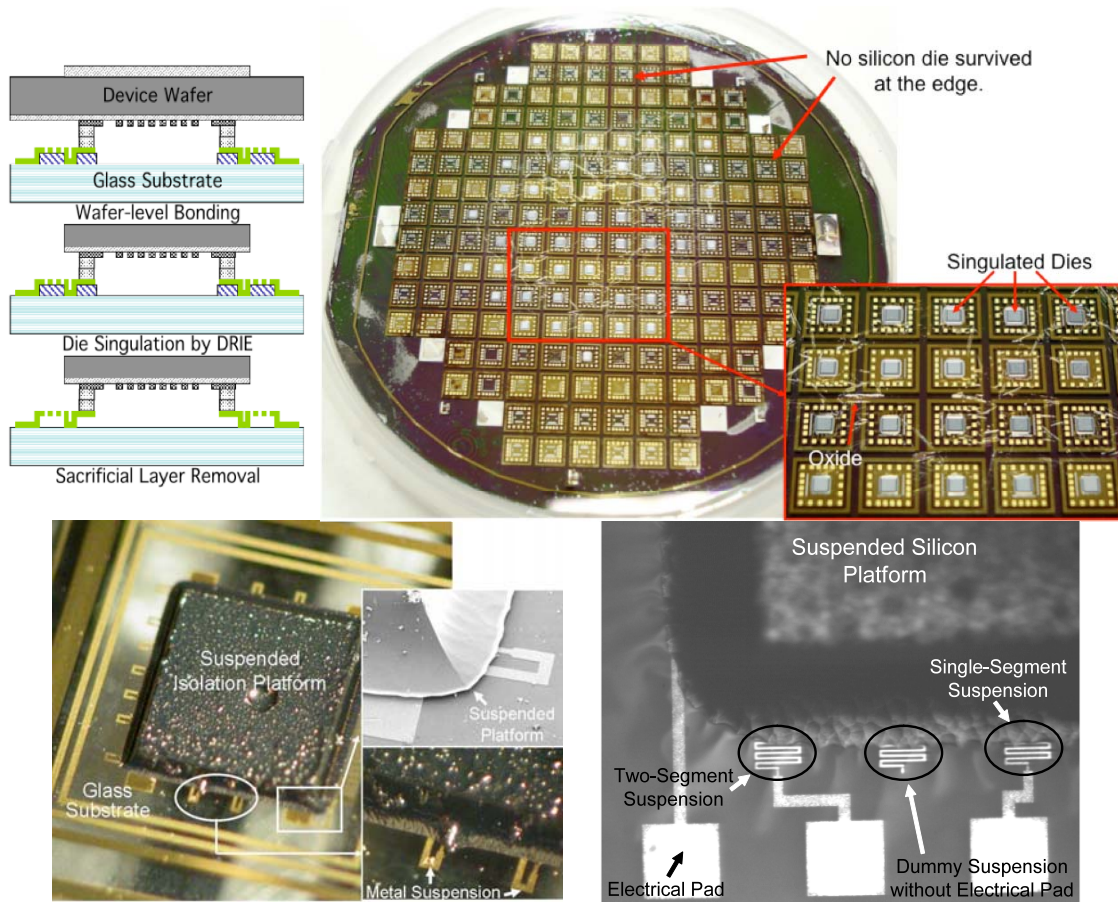 Device Wafer
Glass Substrate
Wafer-level Bonding
Die Singulation by DRIE
Sacrificial Layer Removal
No silicon die survived
at the edge.
Singulated Dies
Oxide
Suspended
Isolation Platform
Glass
Substrate
Suspended
Platform
Metal Suspension
Suspended Silicon
Platform
Single-Segment
Suspension
Two-Segment
Suspension
Electrical Pad
Dummy Suspension
without Electrical Pad